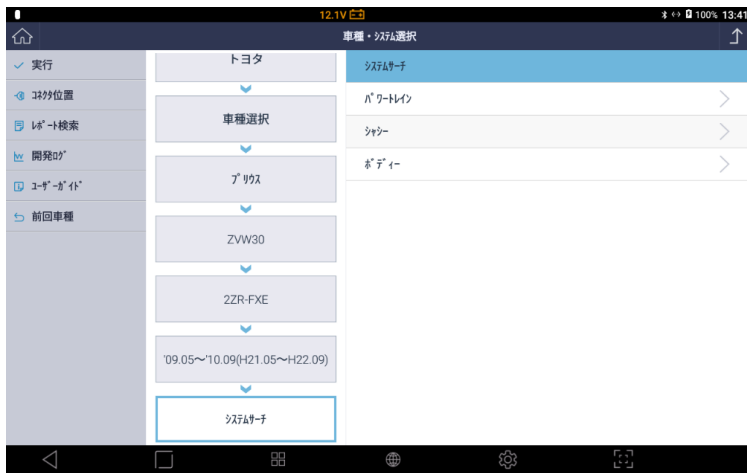 12.1V
100% 13:41
車種・ｼｽﾃﾑ選択
実行
ｺﾈｸﾀ位置
ﾚﾎﾟｰﾄ検索
開発ﾛｸﾞ
ﾕｰｻﾞｰｶﾞｲﾄﾞ
前回車種
トヨタ
車種選択
ﾌﾟﾘｳｽ
ZVW30
2ZR-FXE
'09.05～'10.09(H21.05～H22.09)
ｼｽﾃﾑｻｰﾁ
ｼｽﾃﾑｻｰﾁ
ﾊﾟﾜｰﾄﾚｲﾝ
ｼｬｼｰ
ﾎﾞﾃﾞｨｰ